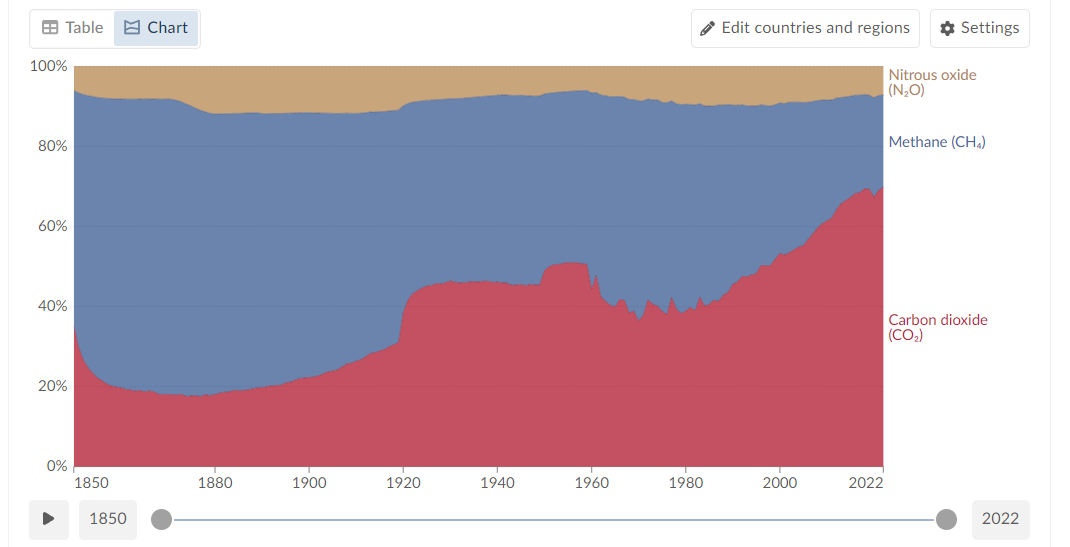 Table
Chart
Edit countries and regions
Settings
100%
80%
60%
40%
20%
0%
Nitrous oxide
(N₂O)
Methane (CH₄)
Carbon dioxide
(CO₂)
1850
1880
1900
1920
1940
1960
1980
2000
2022
1850
2022